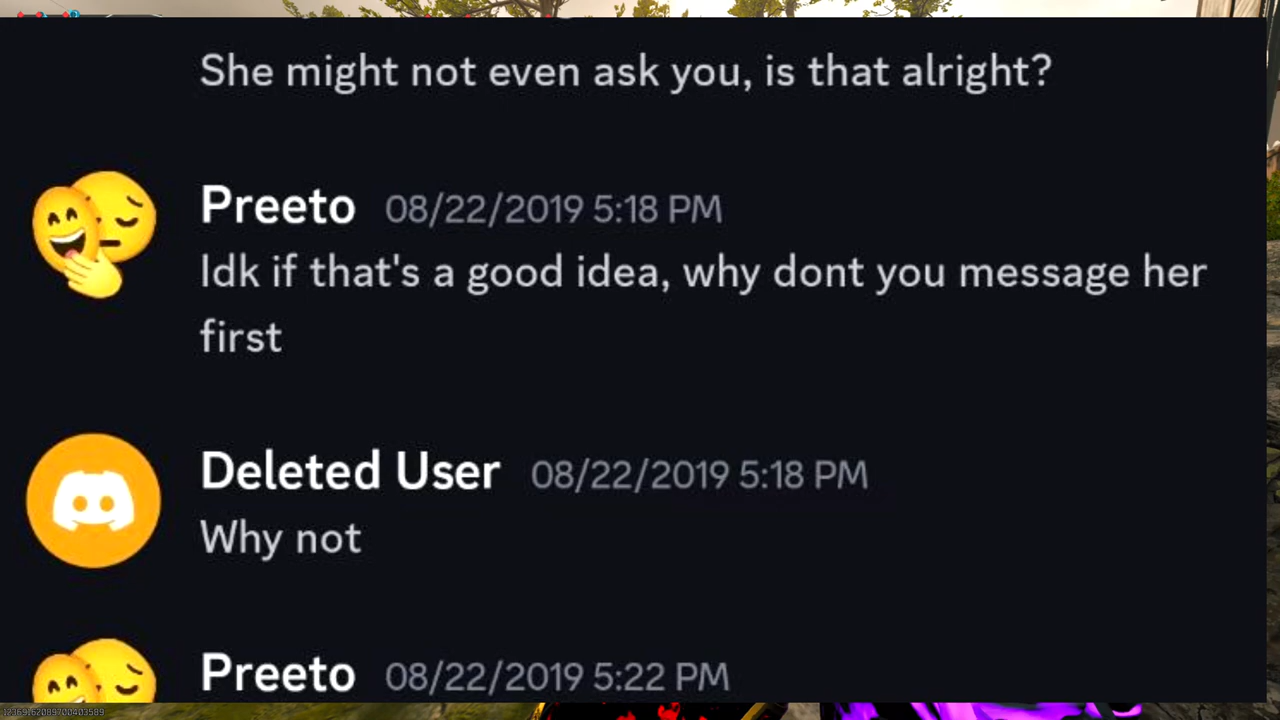 She might not even ask you, is that alright?
Preeto 08/22/2019 5:18 PM
Idk if that's a good idea, why dont you message her
first
Deleted User 08/22/2019 5:18 PM
Why not
Preeto 08/22/2019 5:22 PM